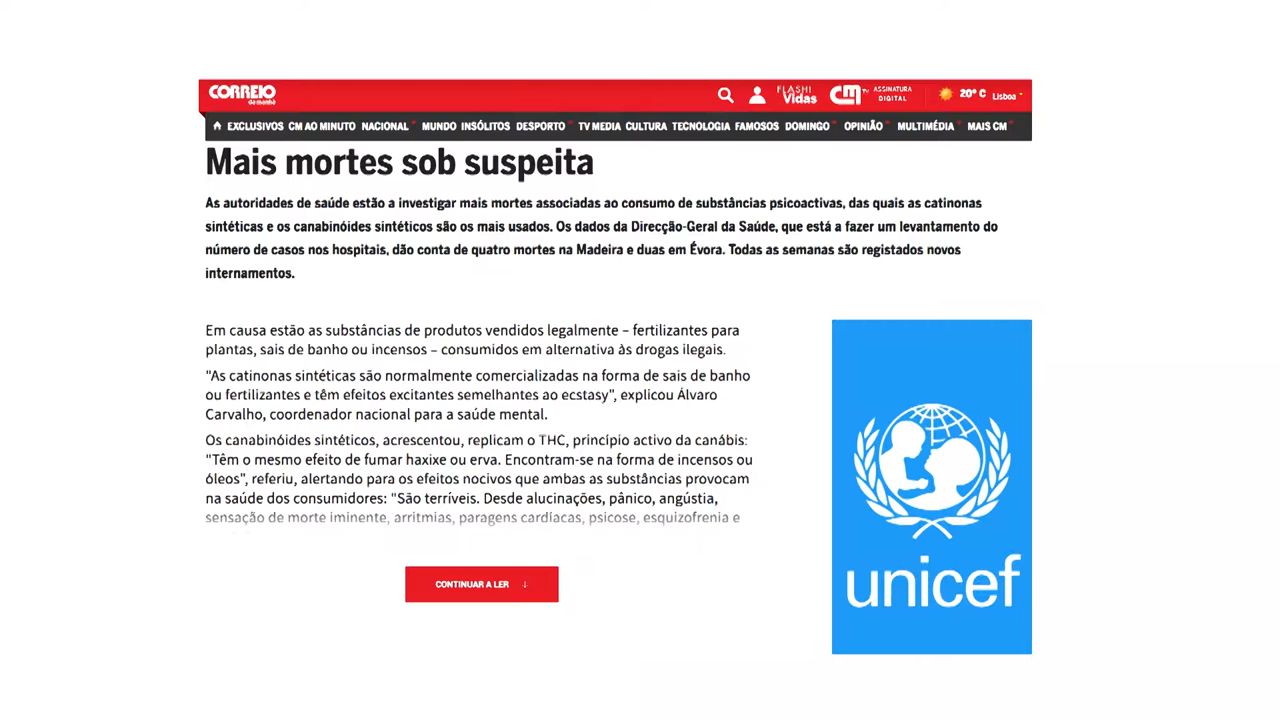 CORREIO
da manhã
FLASH!
Vidas
CM TV
ASSINATURA
DIGITAL
20º C
Lisboa
EXCLUSIVOS CM AO MINUTO NACIONAL MUNDO INSÓLITOS DESPORTO TV MEDIA CULTURA TECNOLOGIA FAMOSOS DOMINGO OPINIÃO MULTIMÉDIA MAIS CM
Mais mortes sob suspeita
As autoridades de saúde estão a investigar mais mortes associadas ao consumo de substâncias psicoactivas, das quais as catinonas
sintéticas e os canabinóides sintéticos são os mais usados. Os dados da Direcção-Geral da Saúde, que está a fazer um levantamento do
número de casos nos hospitais, dão conta de quatro mortes na Madeira e duas em Évora. Todas as semanas são registados novos
internamentos.
Em causa estão as substâncias de produtos vendidos legalmente – fertilizantes para
plantas, sais de banho ou incensos – consumidos em alternativa às drogas ilegais.
"As catinonas sintéticas são normalmente comercializadas na forma de sais de banho
ou fertilizantes e têm efeitos excitantes semelhantes ao ecstasy", explicou Álvaro
Carvalho, coordenador nacional para a saúde mental.
Os canabinóides sintéticos, acrescentou, replicam o THC, princípio activo da canábis:
"Têm o mesmo efeito de fumar haxixe ou erva. Encontram-se na forma de incensos ou
óleos", referiu, alertando para os efeitos nocivos que ambas as substâncias provocam
na saúde dos consumidores: "São terríveis. Desde alucinações, pânico, angústia,
sensação de morte iminente, arritmias, paragens cardíacas, psicose, esquizofrenia e
CONTINUAR A LER ↓
unicef